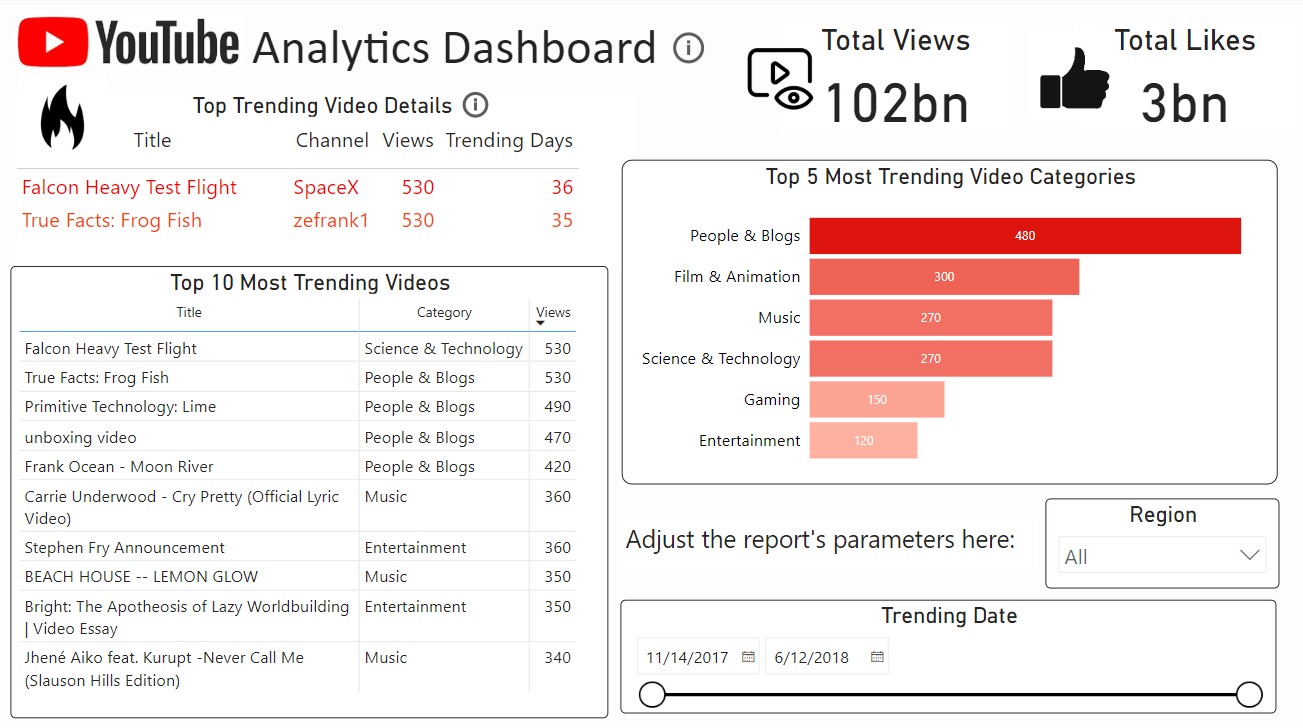 YouTube Analytics Dashboard
Total Views
102bn
Total Likes
3bn
Top Trending Video Details
Title Channel Views Trending Days
Falcon Heavy Test Flight SpaceX 530 36
True Facts: Frog Fish zefrank1 530 35
Top 10 Most Trending Videos
Title Category Views
Falcon Heavy Test Flight Science & Technology 530
True Facts: Frog Fish People & Blogs 530
Primitive Technology: Lime People & Blogs 490
unboxing video People & Blogs 470
Frank Ocean - Moon River People & Blogs 420
Carrie Underwood - Cry Pretty (Official Lyric Music 360
Video)
Stephen Fry Announcement Entertainment 360
BEACH HOUSE -- LEMON GLOW Music 350
Bright: The Apotheosis of Lazy Worldbuilding Entertainment 350
| Video Essay
Jhené Aiko feat. Kurupt -Never Call Me Music 340
(Slauson Hills Edition)
Top 5 Most Trending Video Categories
People & Blogs 480
Film & Animation 300
Music 270
Science & Technology 270
Gaming 150
Entertainment 120
Adjust the report's parameters here:
Region
All
Trending Date
11/14/2017 6/12/2018